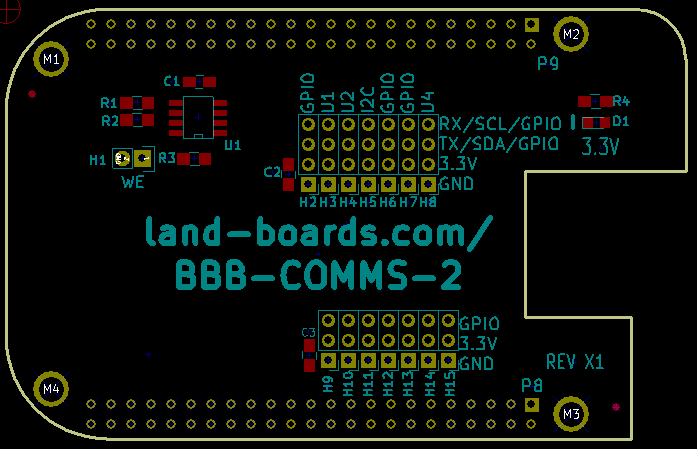 M1
M2
P9
C1
GPIO U1 U2 I2C GPIO GPIO U4
R1
R4
R2
RX/SCL/GPIO
D1
U1
TX/SDA/GPIO
3.3V
H1
R3
3.3V
C2
WE
GND
H2 H3 H4 H5 H6 H7 H8
land-boards.com/
BBB-COMMS-2
GPIO
C3
3.3V
GND
REV X1
H9 H10 H11 H12 H13 H14 H15
M4
P8
M3